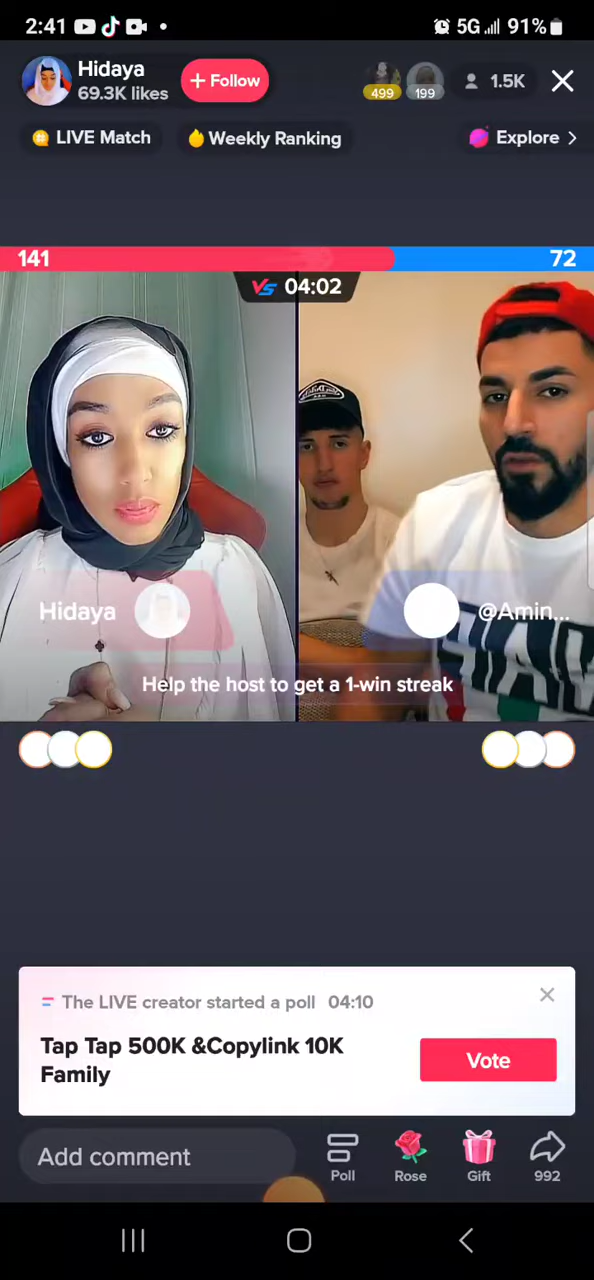 2:41
5G 91%
Hidaya
69.3K likes
+ Follow
499
199
1.5K
LIVE Match
Weekly Ranking
Explore >
141
72
VS 04:02
Hidaya
@Amin...
Help the host to get a 1-win streak
The LIVE creator started a poll 04:10
Tap Tap 500K &Copylink 10K
Family
Vote
Add comment
Poll
Rose
Gift
992